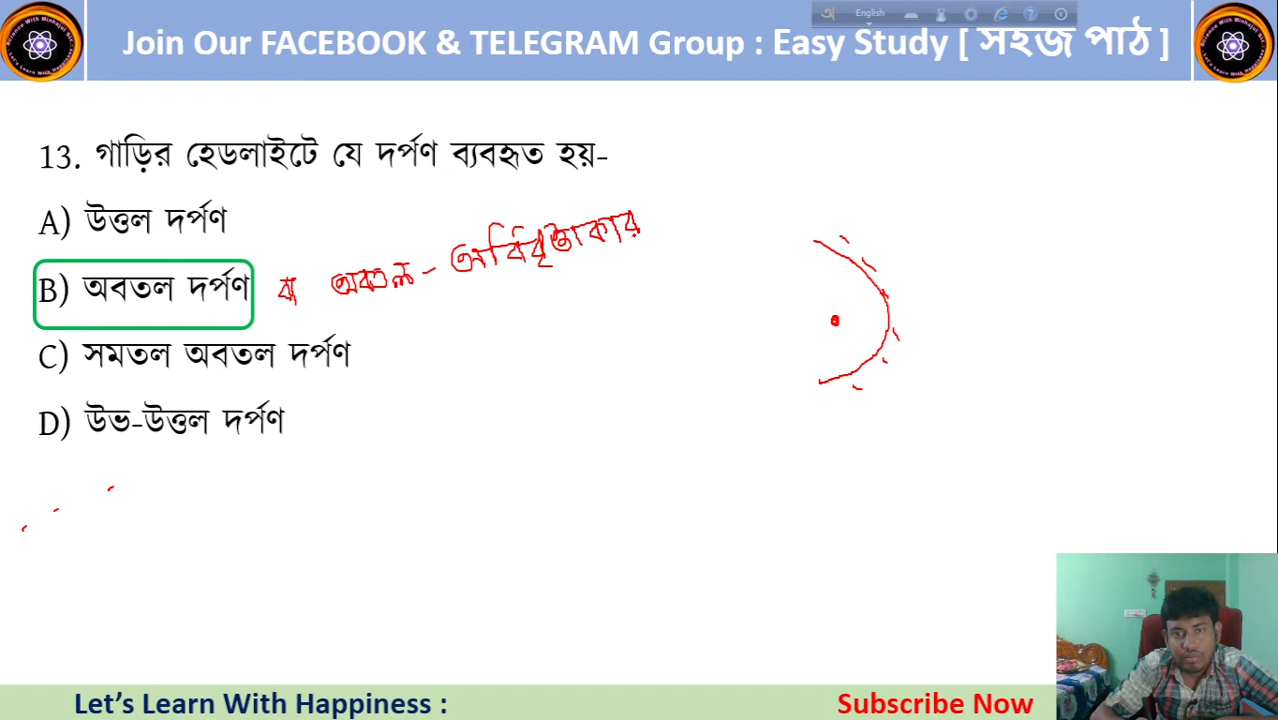 English
Join Our FACEBOOK & TELEGRAM Group : Easy Study [ সহজ পাঠ ]
13. গাড়ির হেডলাইটে যে দর্পণ ব্যবহৃত হয়-
A) উত্তল দর্পণ
B) অবতল দর্পণ বা অবতল - অধিবৃত্তাকার
C) সমতল অবতল দর্পণ
D) উভ-উত্তল দর্পণ
Let's Learn With Happiness :
Subscribe Now